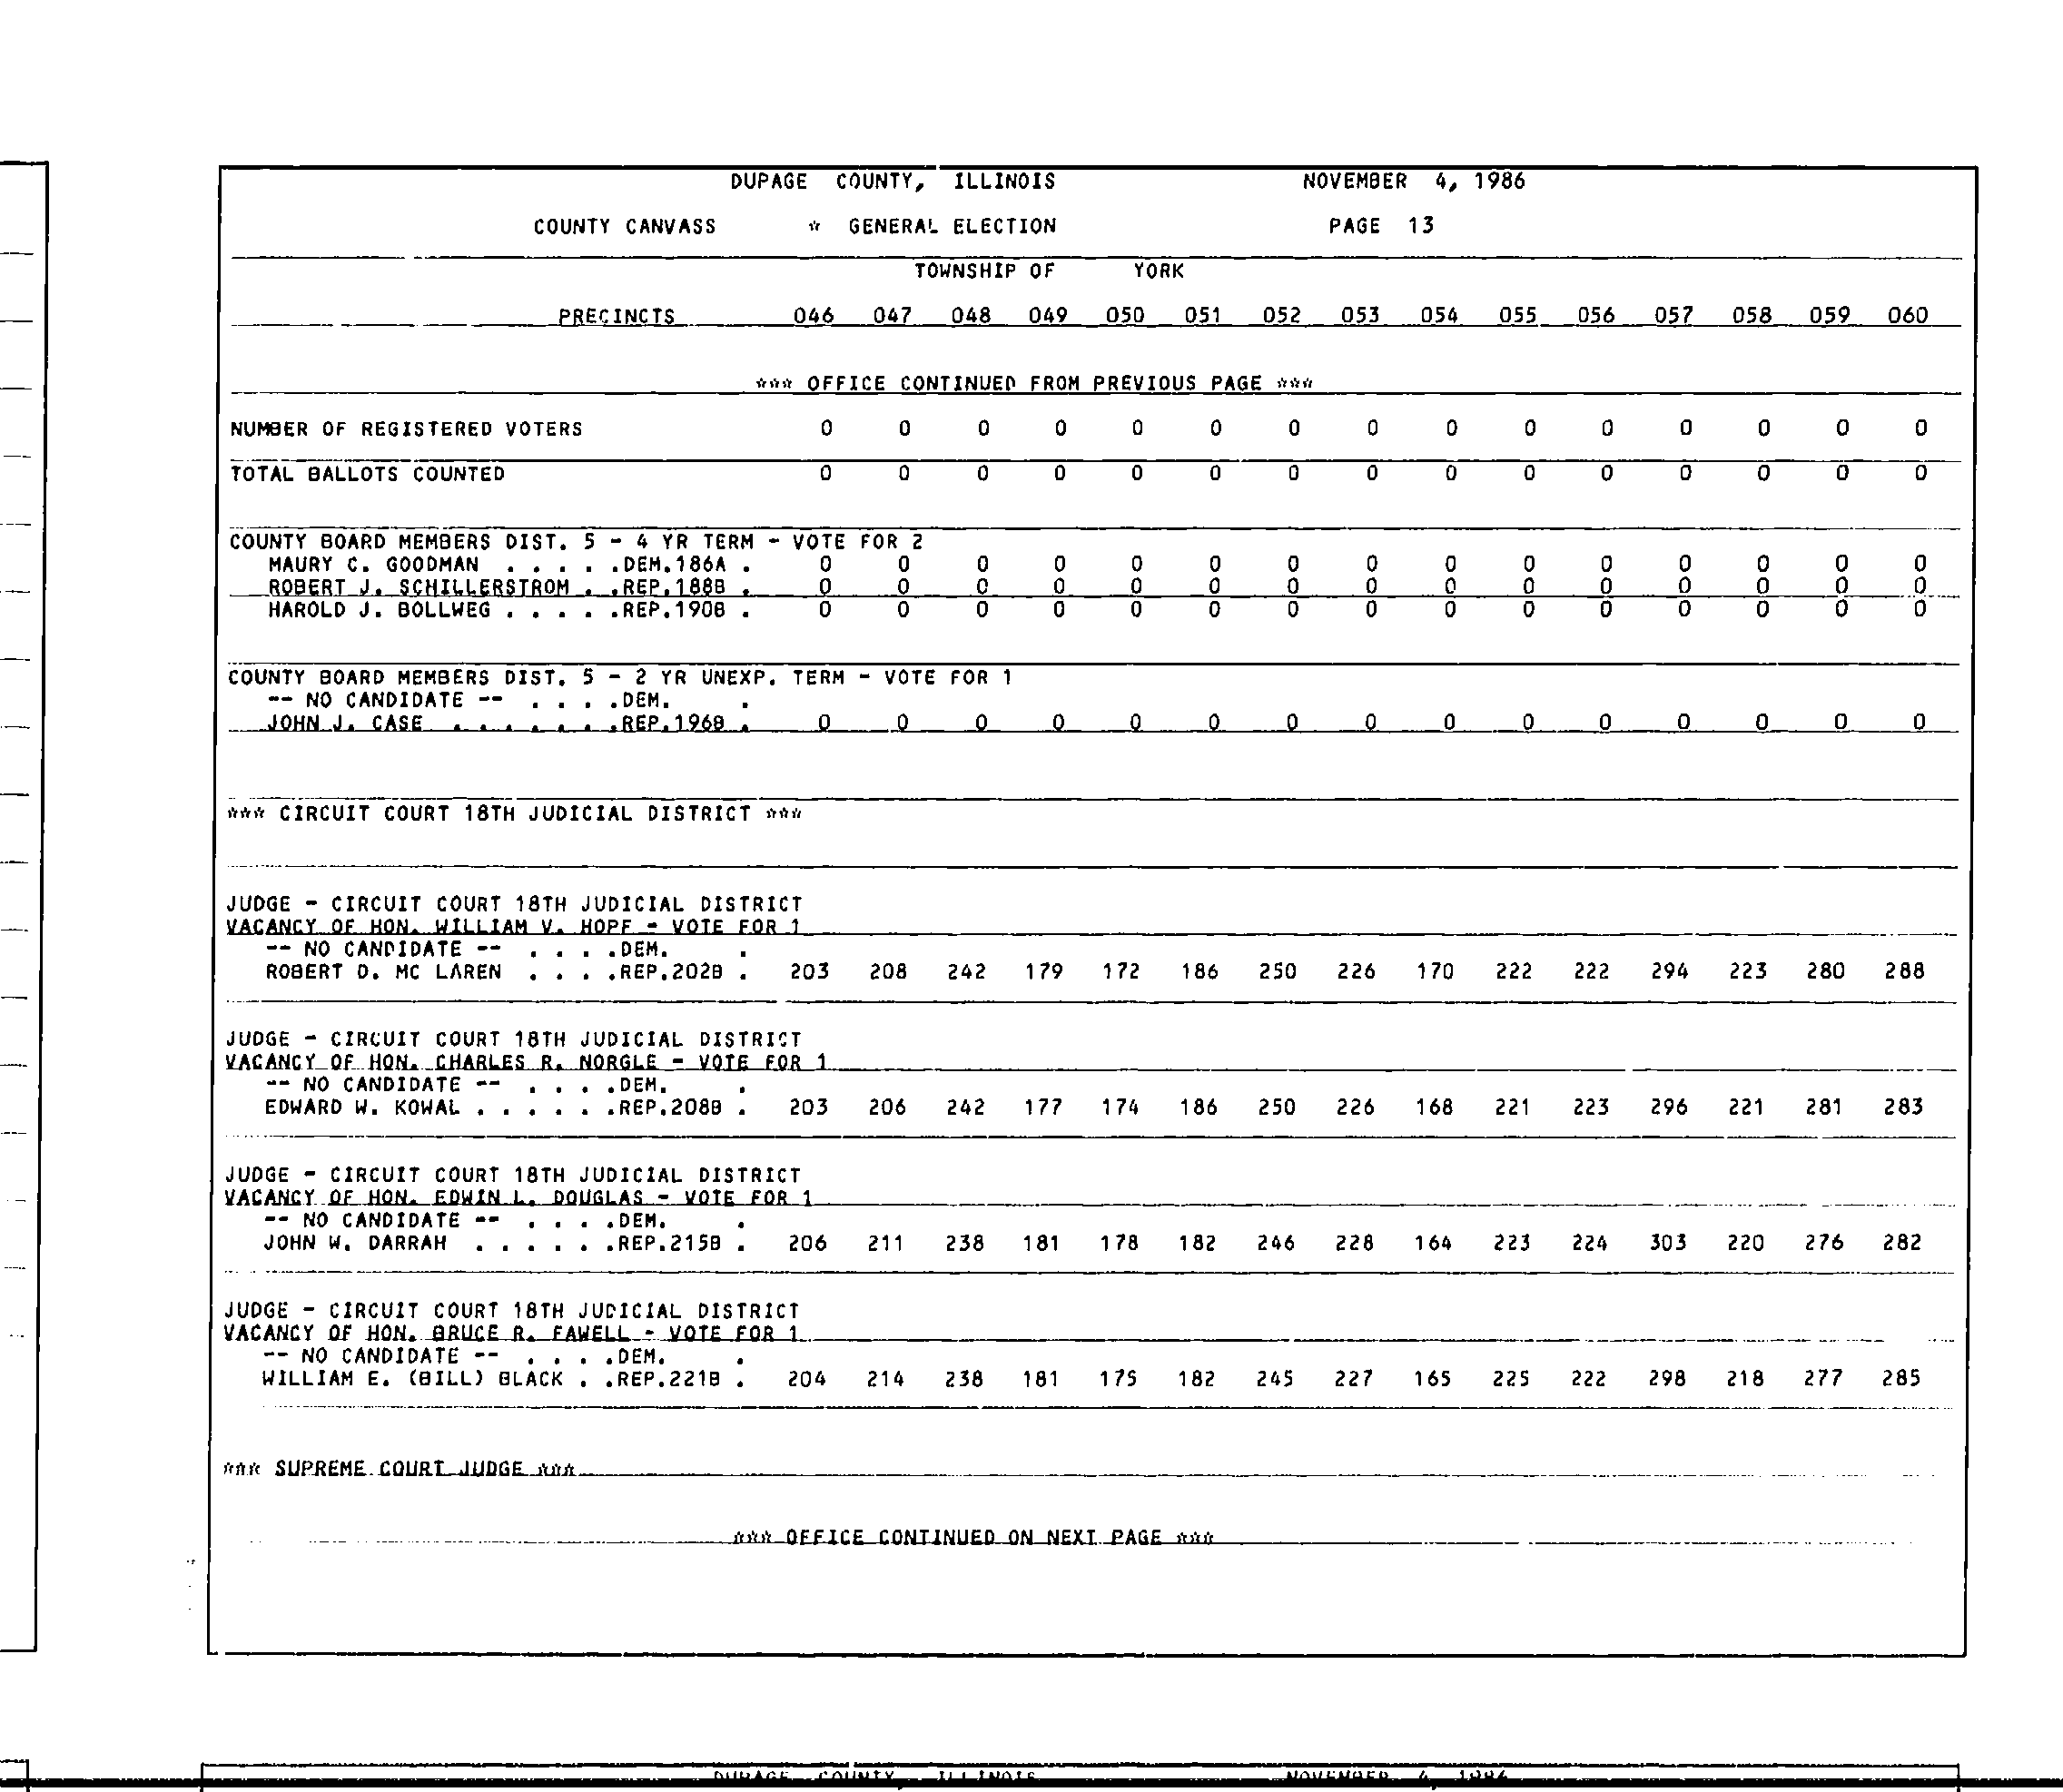 DUPAGE COUNTY, ILLINOIS NOVEMBER 4, 1986
COUNTY CANVASS * GENERAL ELECTION PAGE 13
TOWNSHIP OF YORK
PRECINCTS 046 047 048 049 050 051 052 053 054 055 056 057 058 059 060
*** OFFICE CONTINUED FROM PREVIOUS PAGE ***
NUMBER OF REGISTERED VOTERS 0 0 0 0 0 0 0 0 0 0 0 0 0 0 0
TOTAL BALLOTS COUNTED 0 0 0 0 0 0 0 0 0 0 0 0 0 0 0
COUNTY BOARD MEMBERS DIST. 5 - 4 YR TERM - VOTE FOR 2
MAURY C. GOODMAN . . . . .DEM.186A . 0 0 0 0 0 0 0 0 0 0 0 0 0 0 0
ROBERT J. SCHILLERSTROM . .REP.188B . 0 0 0 0 0 0 0 0 0 0 0 0 0 0 0
HAROLD J. BOLLWEG . . . . .REP.190B . 0 0 0 0 0 0 0 0 0 0 0 0 0 0 0
COUNTY BOARD MEMBERS DIST. 5 - 2 YR UNEXP. TERM - VOTE FOR 1
-- NO CANDIDATE -- . . . .DEM. .
JOHN J. CASE . . . . . . .REP.196B . 0 0 0 0 0 0 0 0 0 0 0 0 0 0 0
*** CIRCUIT COURT 18TH JUDICIAL DISTRICT ***
JUDGE - CIRCUIT COURT 18TH JUDICIAL DISTRICT
VACANCY OF HON. WILLIAM V. HOPF - VOTE FOR 1
-- NO CANDIDATE -- . . . .DEM. .
ROBERT D. MC LAREN . . . .REP.202B . 203 208 242 179 172 186 250 226 170 222 222 294 223 280 288
JUDGE - CIRCUIT COURT 18TH JUDICIAL DISTRICT
VACANCY OF HON. CHARLES R. NORGLE - VOTE FOR 1
-- NO CANDIDATE -- . . . .DEM. .
EDWARD W. KOWAL . . . . . .REP.208B . 203 206 242 177 174 186 250 226 168 221 223 296 221 281 283
JUDGE - CIRCUIT COURT 18TH JUDICIAL DISTRICT
VACANCY OF HON. EDWIN L. DOUGLAS - VOTE FOR 1
-- NO CANDIDATE -- . . . .DEM. .
JOHN W. DARRAH . . . . . .REP.215B . 206 211 238 181 178 182 246 228 164 223 224 303 220 276 282
JUDGE - CIRCUIT COURT 18TH JUDICIAL DISTRICT
VACANCY OF HON. BRUCE R. FAWELL - VOTE FOR 1
-- NO CANDIDATE -- . . . .DEM. .
WILLIAM E. (BILL) BLACK . .REP.221B . 204 214 238 181 175 182 245 227 165 225 222 298 218 277 285
*** SUPREME COURT JUDGE ***
*** OFFICE CONTINUED ON NEXT PAGE ***
DUPAGE COUNTY, ILLINOIS NOVEMBER 4, 1986